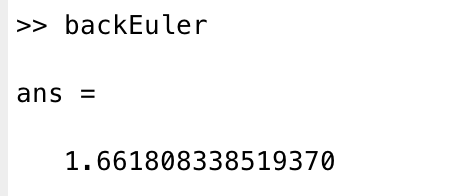 >> backEuler
ans =
1.661808338519370